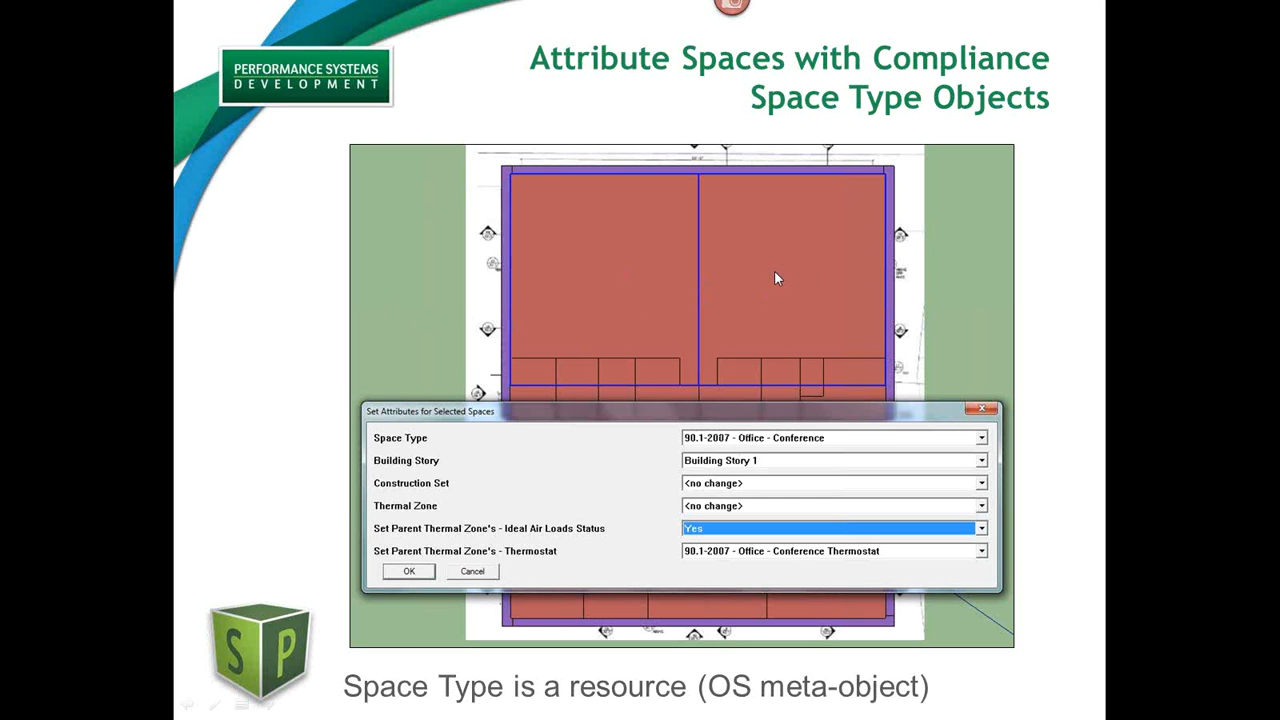 PERFORMANCE SYSTEMS
DEVELOPMENT
Attribute Spaces with Compliance
Space Type Objects
Set Attributes for Selected Spaces
Space Type
90.1-2007 - Office - Conference
Building Story
Building Story 1
Construction Set
<no change>
Thermal Zone
<no change>
Set Parent Thermal Zone's - Ideal Air Loads Status
Yes
Set Parent Thermal Zone's - Thermostat
90.1-2007 - Office - Conference Thermostat
OK
Cancel
S P
Space Type is a resource (OS meta-object)